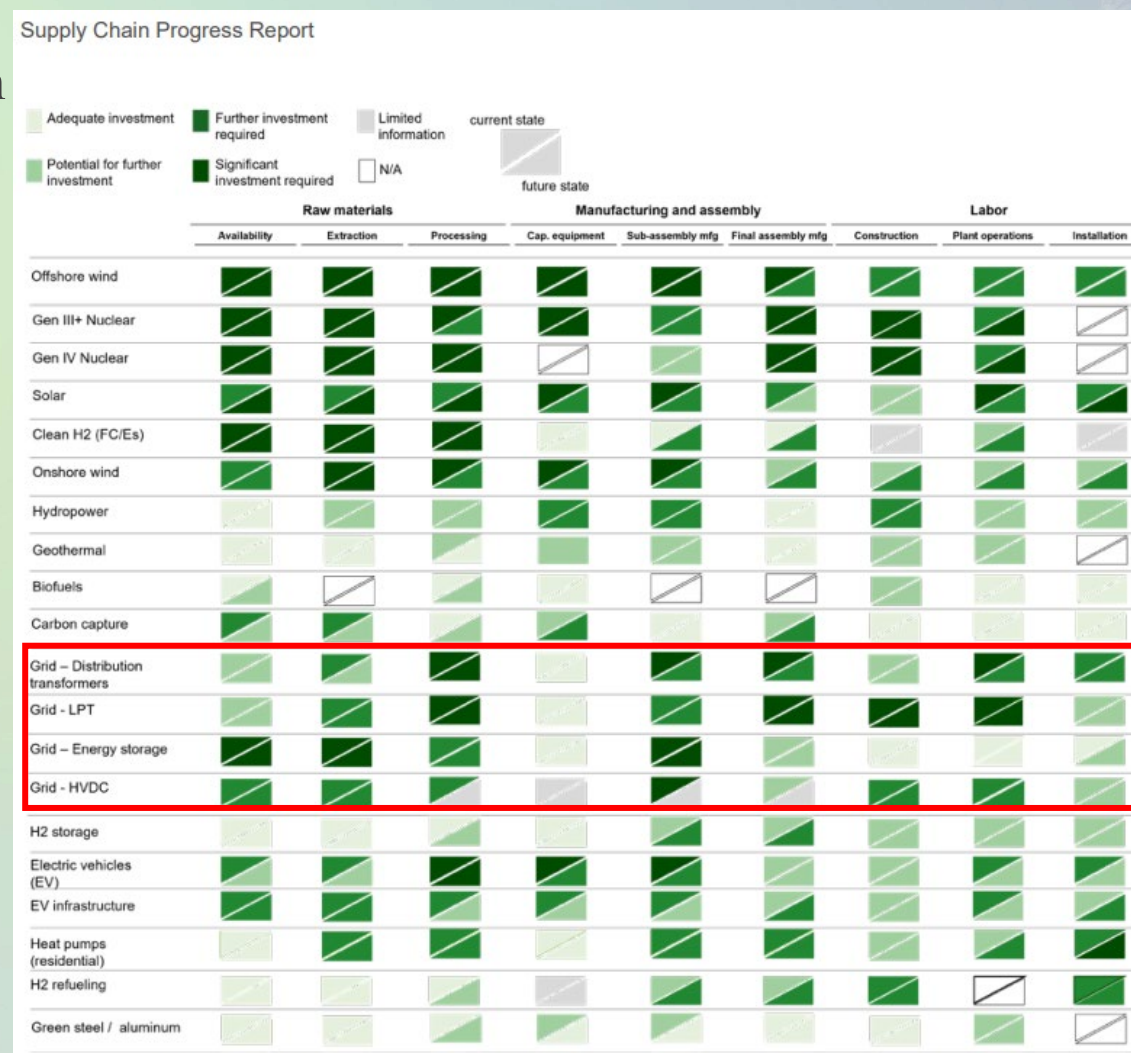 Supply Chain Progress Report
n
Adequate investment
Further investment
required
Limited
information
current state
Potential for further
investment
Significant
investment required
N/A
future state
Raw materials Manufacturing and assembly Labor
Availability Extraction Processing Cap. equipment Sub-assembly mfg Final assembly mfg Construction Plant operations Installation
Offshore wind
Gen III+ Nuclear
Gen IV Nuclear
Solar
Clean H2 (FC/Es)
Onshore wind
Hydropower
Geothermal
Biofuels
Carbon capture
Grid – Distribution
transformers
Grid - LPT
Grid – Energy storage
Grid - HVDC
H2 storage
Electric vehicles
(EV)
EV infrastructure
Heat pumps
(residential)
H2 refueling
Green steel / aluminum